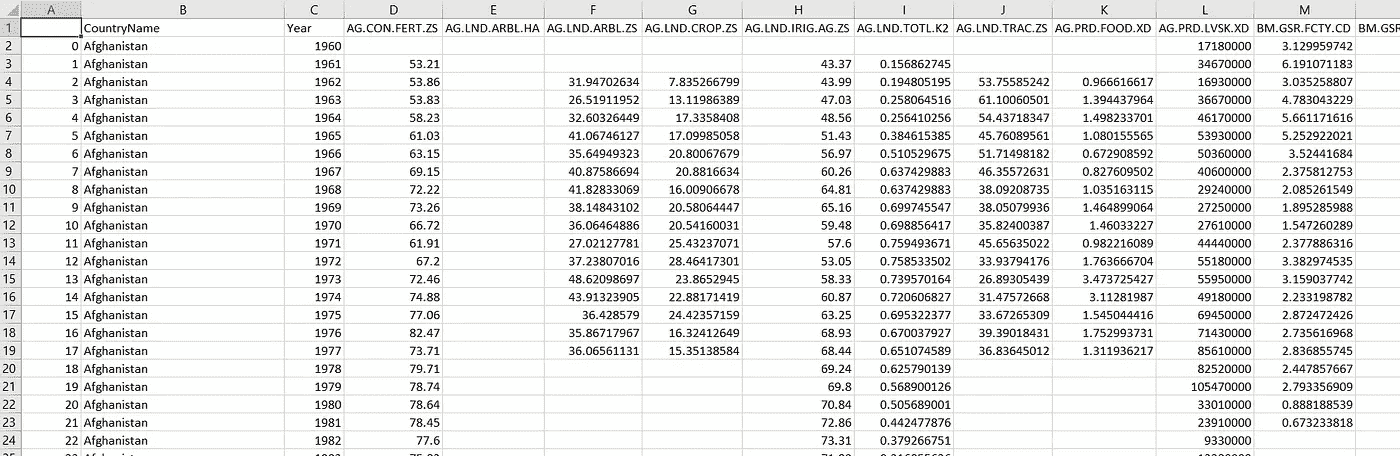 A B C D E F G H I J K L M
1 CountryName Year AG.CON.FERT.ZS AG.LND.ARBL.HA AG.LND.ARBL.ZS AG.LND.CROP.ZS AG.LND.IRIG.AG.ZS AG.LND.TOTL.K2 AG.LND.TRAC.ZS AG.PRD.FOOD.XD AG.PRD.LVSK.XD BM.GSR.FCTY.CD BM.GSR
2 0 Afghanistan 1960 17180000 3.129959742
3 1 Afghanistan 1961 53.21 43.37 0.156862745 34670000 6.191071183
4 2 Afghanistan 1962 53.86 31.94702634 7.835266799 43.99 0.194805195 53.75585242 0.966616617 16930000 3.035258807
5 3 Afghanistan 1963 53.83 26.51911952 13.11986389 47.03 0.258064516 61.10060501 1.394437964 36670000 4.783043229
6 4 Afghanistan 1964 58.23 32.60326449 17.3358408 48.56 0.256410256 54.43718347 1.498233701 46170000 5.661171616
7 5 Afghanistan 1965 61.03 41.06746127 17.09985058 51.43 0.384615385 45.76089561 1.080155565 53930000 5.252922021
8 6 Afghanistan 1966 63.15 35.64949323 20.80067679 56.97 0.510529675 51.71498182 0.672908592 50360000 3.52441684
9 7 Afghanistan 1967 69.15 40.87586694 20.8816634 60.26 0.637429883 46.35572631 0.827609502 40600000 2.375812753
10 8 Afghanistan 1968 72.22 41.82833069 16.00906678 64.81 0.637429883 38.09208735 1.035163115 29240000 2.085261549
11 9 Afghanistan 1969 73.26 38.14843102 20.58064447 65.16 0.699745547 38.05079936 1.464899064 27250000 1.895285988
12 10 Afghanistan 1970 66.72 36.06464886 20.54160031 59.48 0.698856417 35.82400387 1.46033227 27610000 1.547260289
13 11 Afghanistan 1971 61.91 27.02127781 25.43237071 57.6 0.759493671 45.65635022 0.982216089 44440000 2.377886316
14 12 Afghanistan 1972 67.2 37.23807016 28.46417301 53.05 0.758533502 33.93794176 1.763666704 55180000 3.382974535
15 13 Afghanistan 1973 72.46 48.62098697 23.8652945 58.33 0.739570164 26.89305439 3.473725427 55950000 3.159037742
16 14 Afghanistan 1974 74.88 43.91323905 22.88171419 60.87 0.720606827 31.47572668 3.11281987 49180000 2.233198782
17 15 Afghanistan 1975 77.06 36.428579 24.42357159 63.25 0.695322377 33.67265309 1.545044416 69450000 2.872472426
18 16 Afghanistan 1976 82.47 35.86717967 16.32412649 68.93 0.670037927 39.39018431 1.752993731 71430000 2.735616968
19 17 Afghanistan 1977 73.71 36.06561131 15.35138584 68.44 0.651074589 36.83645012 1.311936217 85610000 2.836855745
20 18 Afghanistan 1978 79.71 69.24 0.625790139 82520000 2.447857667
21 19 Afghanistan 1979 78.74 69.8 0.568900126 105470000 2.793356909
22 20 Afghanistan 1980 78.64 70.84 0.505689001 33010000 0.888188539
23 21 Afghanistan 1981 78.45 72.86 0.442477876 23910000 0.673233818
24 22 Afghanistan 1982 77.6 73.31 0.379266751 9330000